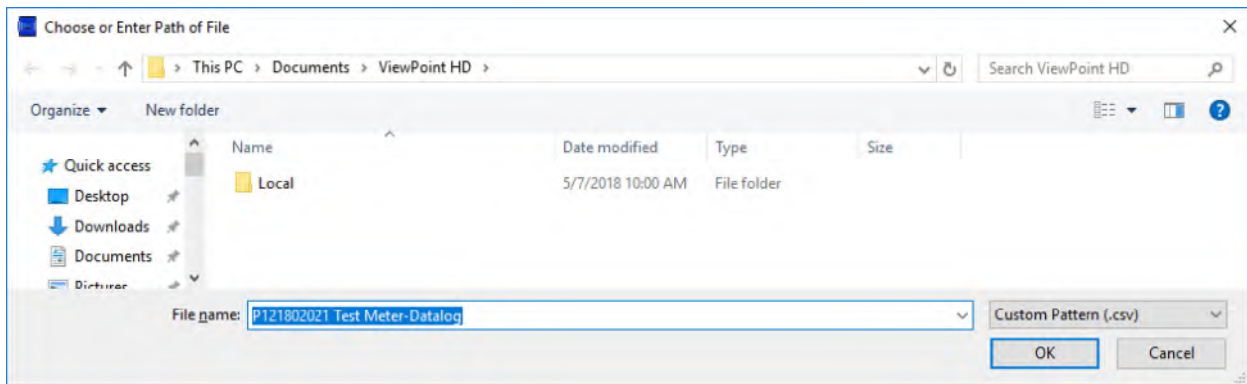 Choose or Enter Path of File
This PC > Documents > ViewPoint HD >
Search ViewPoint HD
Organize
New folder
Name
Date modified
Type
Size
Quick access
Desktop
Downloads
Documents
Pictures
Local
5/7/2018 10:00 AM
File folder
File name:
P121802021 Test Meter-Datalog
Custom Pattern (.csv)
OK
Cancel